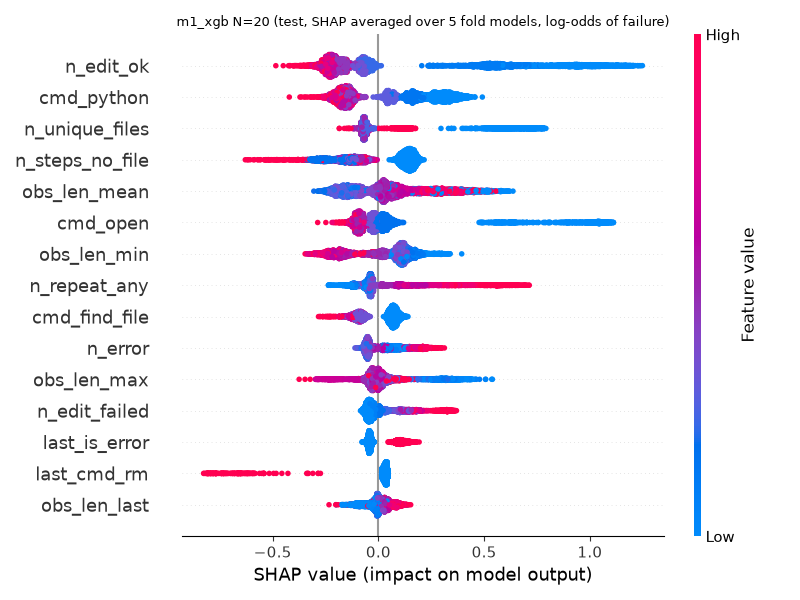 m1_xgb N=20 (test, SHAP averaged over 5 fold models, log-odds of failure)
High
n_edit_ok
cmd_python
n_unique_files
n_steps_no_file
obs_len_mean
cmd_open
obs_len_min
n_repeat_any
cmd_find_file
n_error
obs_len_max
n_edit_failed
last_is_error
last_cmd_rm
obs_len_last
Feature value
Low
−0.5 0.0 0.5 1.0
SHAP value (impact on model output)